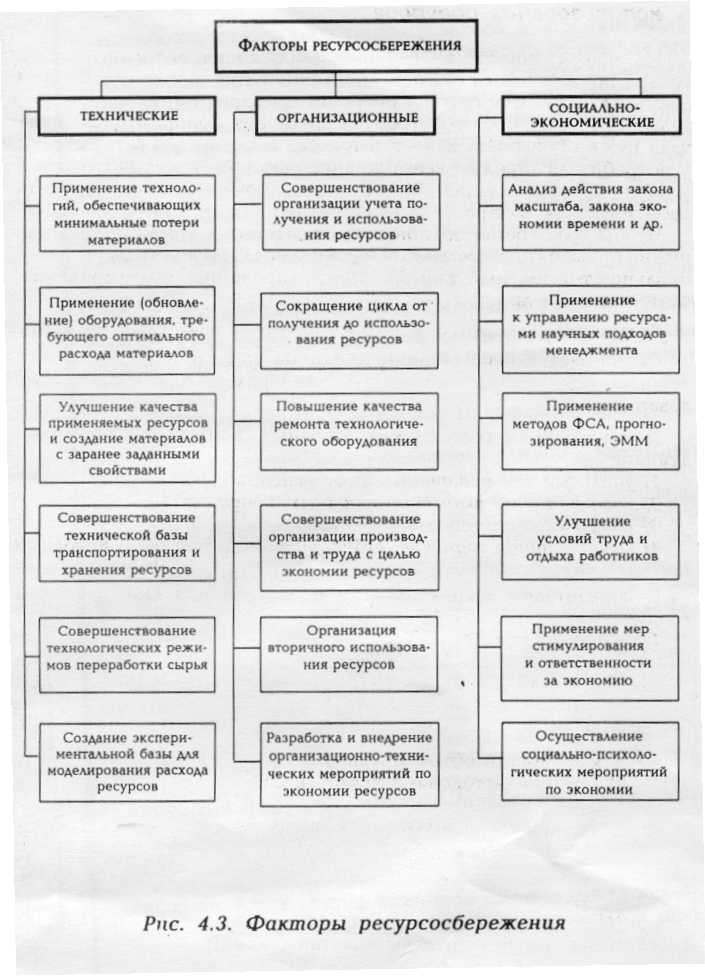 ФАКТОРЫ РЕСУРСОСБЕРЕЖЕНИЯ
ТЕХНИЧЕСКИЕ
Применение техноло-
гий, обеспечивающих
минимальные потери
материалов
Применение (обновле-
ние) оборудования, тре-
бующего оптимального
расхода материалов
Улучшение качества
применяемых ресурсов
и создание материалов
с заранее заданными
свойствами
Совершенствование
технической базы
транспортирования и
хранения ресурсов
Совершенствование
технологических режи-
мов переработки сырья
Создание экспери-
ментальной базы для
моделирования расхода
ресурсов
ОРГАНИЗАЦИОННЫЕ
Совершенствование
организации учета по-
лучения и использова-
ния ресурсов
Сокращение цикла от
получения до использо-
вания ресурсов
Повышение качества
ремонта технологиче-
ского оборудования
Совершенствование
организации производ-
ства и труда с целью
экономии ресурсов
Организация
вторичного использова-
ния ресурсов
Разработка и внедрение
организационно-техни-
ческих мероприятий по
экономии ресурсов
СОЦИАЛЬНО-
ЭКОНОМИЧЕСКИЕ
Анализ действия закона
масштаба, закона эко-
номии времени и др.
Применение
к управлению ресурса-
ми научных подходов
менеджмента
Применение
методов ФСА, прогно-
зирования, ЭММ
Улучшение
условий труда и
отдыха работников
Применение мер
стимулирования
и ответственности
за экономию
Осуществление
социально-психоло-
гических мероприятий
по экономии
Рис. 4.3. Факторы ресурсосбережения